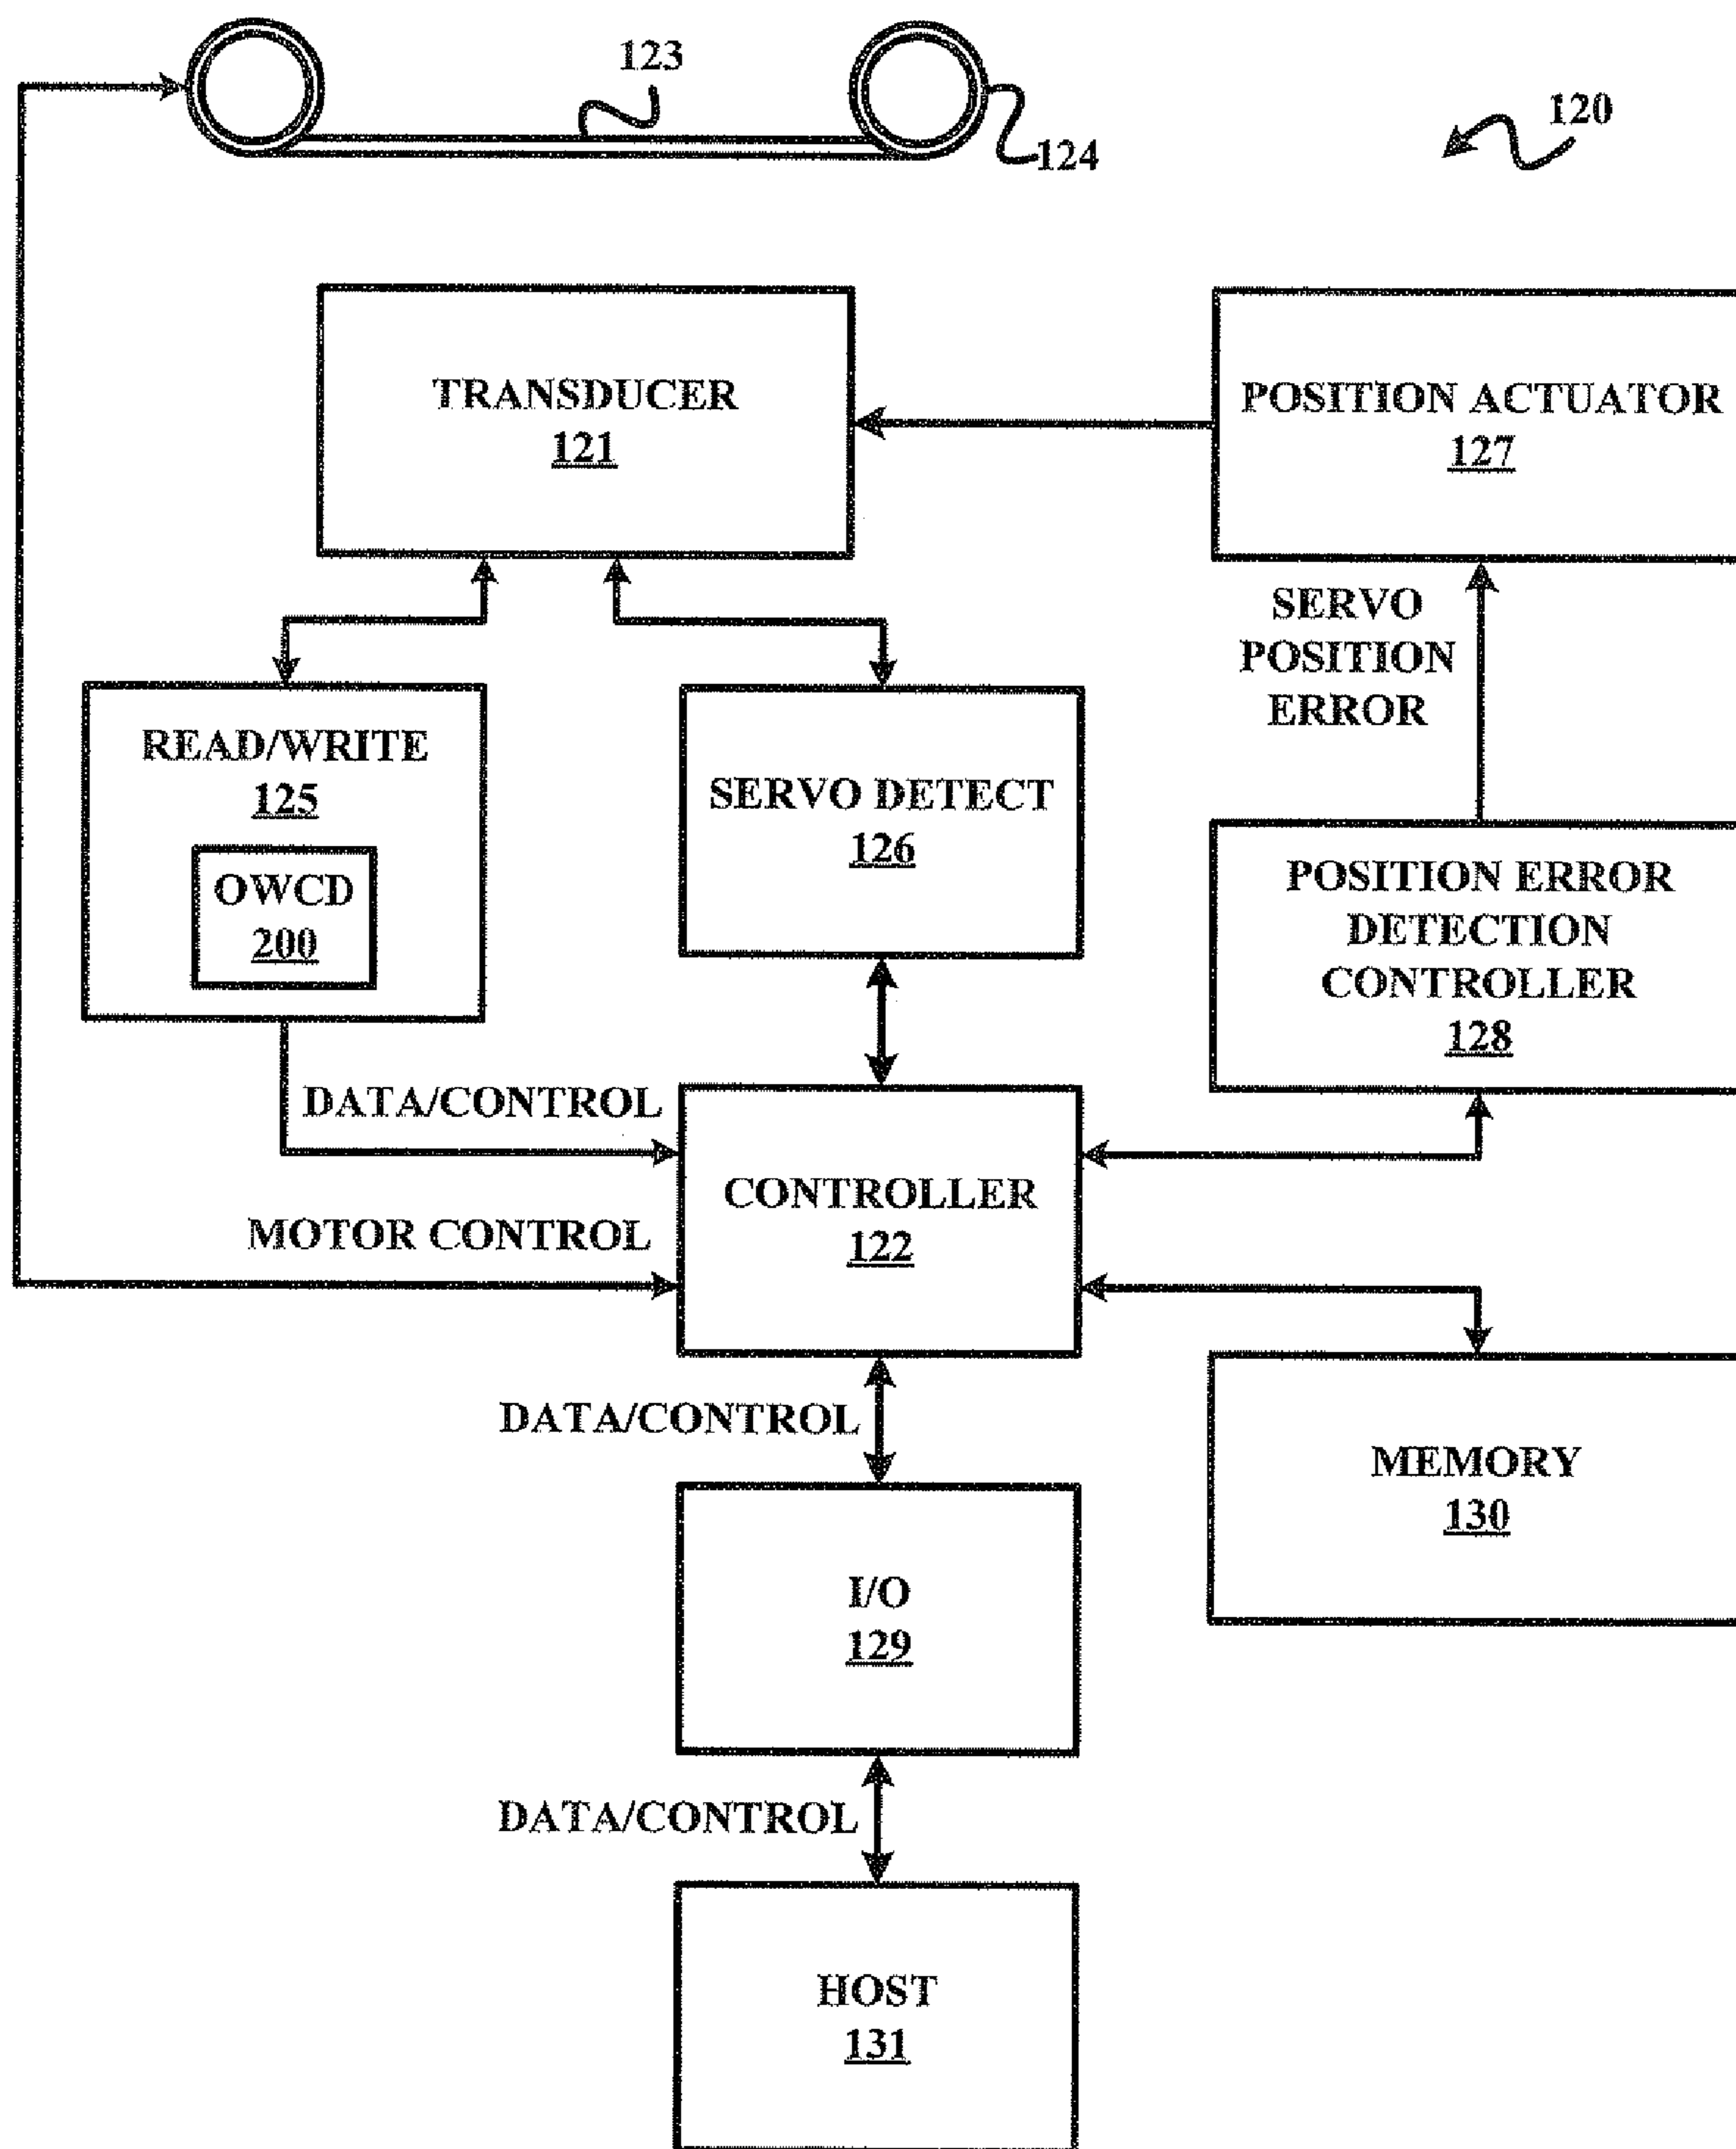 123
124
120
TRANSDUCER
121
POSITION ACTUATOR
127
SERVO
POSITION
ERROR
READ/WRITE
125
OWCD
200
SERVO DETECT
126
POSITION ERROR
DETECTION
CONTROLLER
128
DATA/CONTROL
MOTOR CONTROL
CONTROLLER
122
DATA/CONTROL
MEMORY
130
I/O
129
DATA/CONTROL
HOST
131